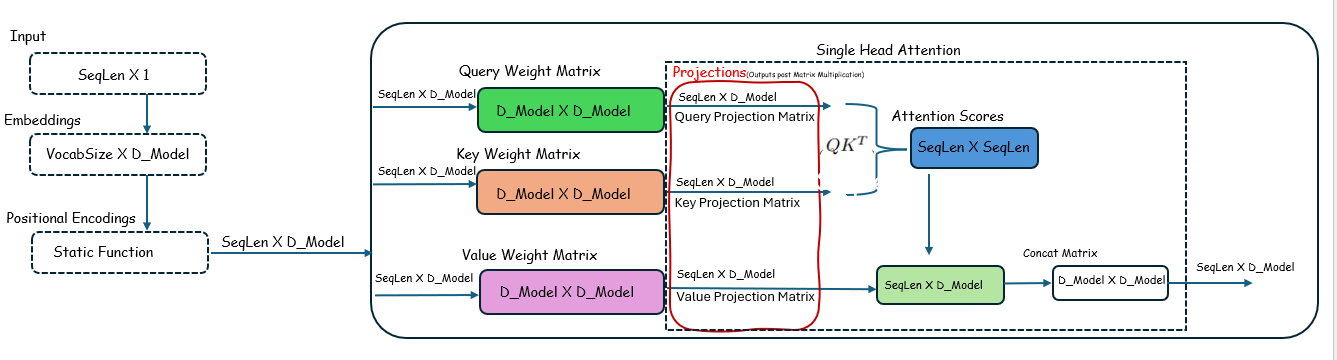 Input
SeqLen X 1
Embeddings
VocabSize X D_Model
Positional Encodings
Static Function
SeqLen X D_Model
Single Head Attention
Query Weight Matrix
SeqLen X D_Model
D_Model X D_Model
Key Weight Matrix
SeqLen X D_Model
D_Model X D_Model
Value Weight Matrix
SeqLen X D_Model
D_Model X D_Model
Projections(Outputs post Matrix Multiplication)
SeqLen X D_Model
Query Projection Matrix
SeqLen X D_Model
Key Projection Matrix
SeqLen X D_Model
Value Projection Matrix
QKᵀ
Attention Scores
SeqLen X SeqLen
SeqLen X D_Model
Concat Matrix
D_Model X D_Model
SeqLen X D_Model